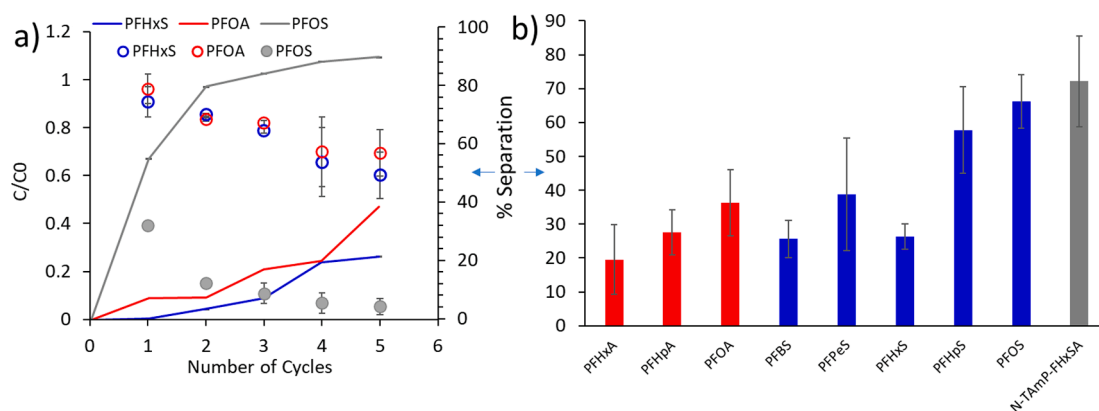 a)
PFHxS PFOA PFOS
PFHxS PFOA PFOS
1.2
1
0.8
0.6
0.4
0.2
0
C/C0
100
80
60
40
20
0
% Separation
0 1 2 3 4 5 6
Number of Cycles
b)
90
80
70
60
50
40
30
20
10
0
PFHxA
PFHpA
PFOA
PFBS
PFPeS
PFHxS
PFHpS
PFOS
N-TAmP-FHxSA